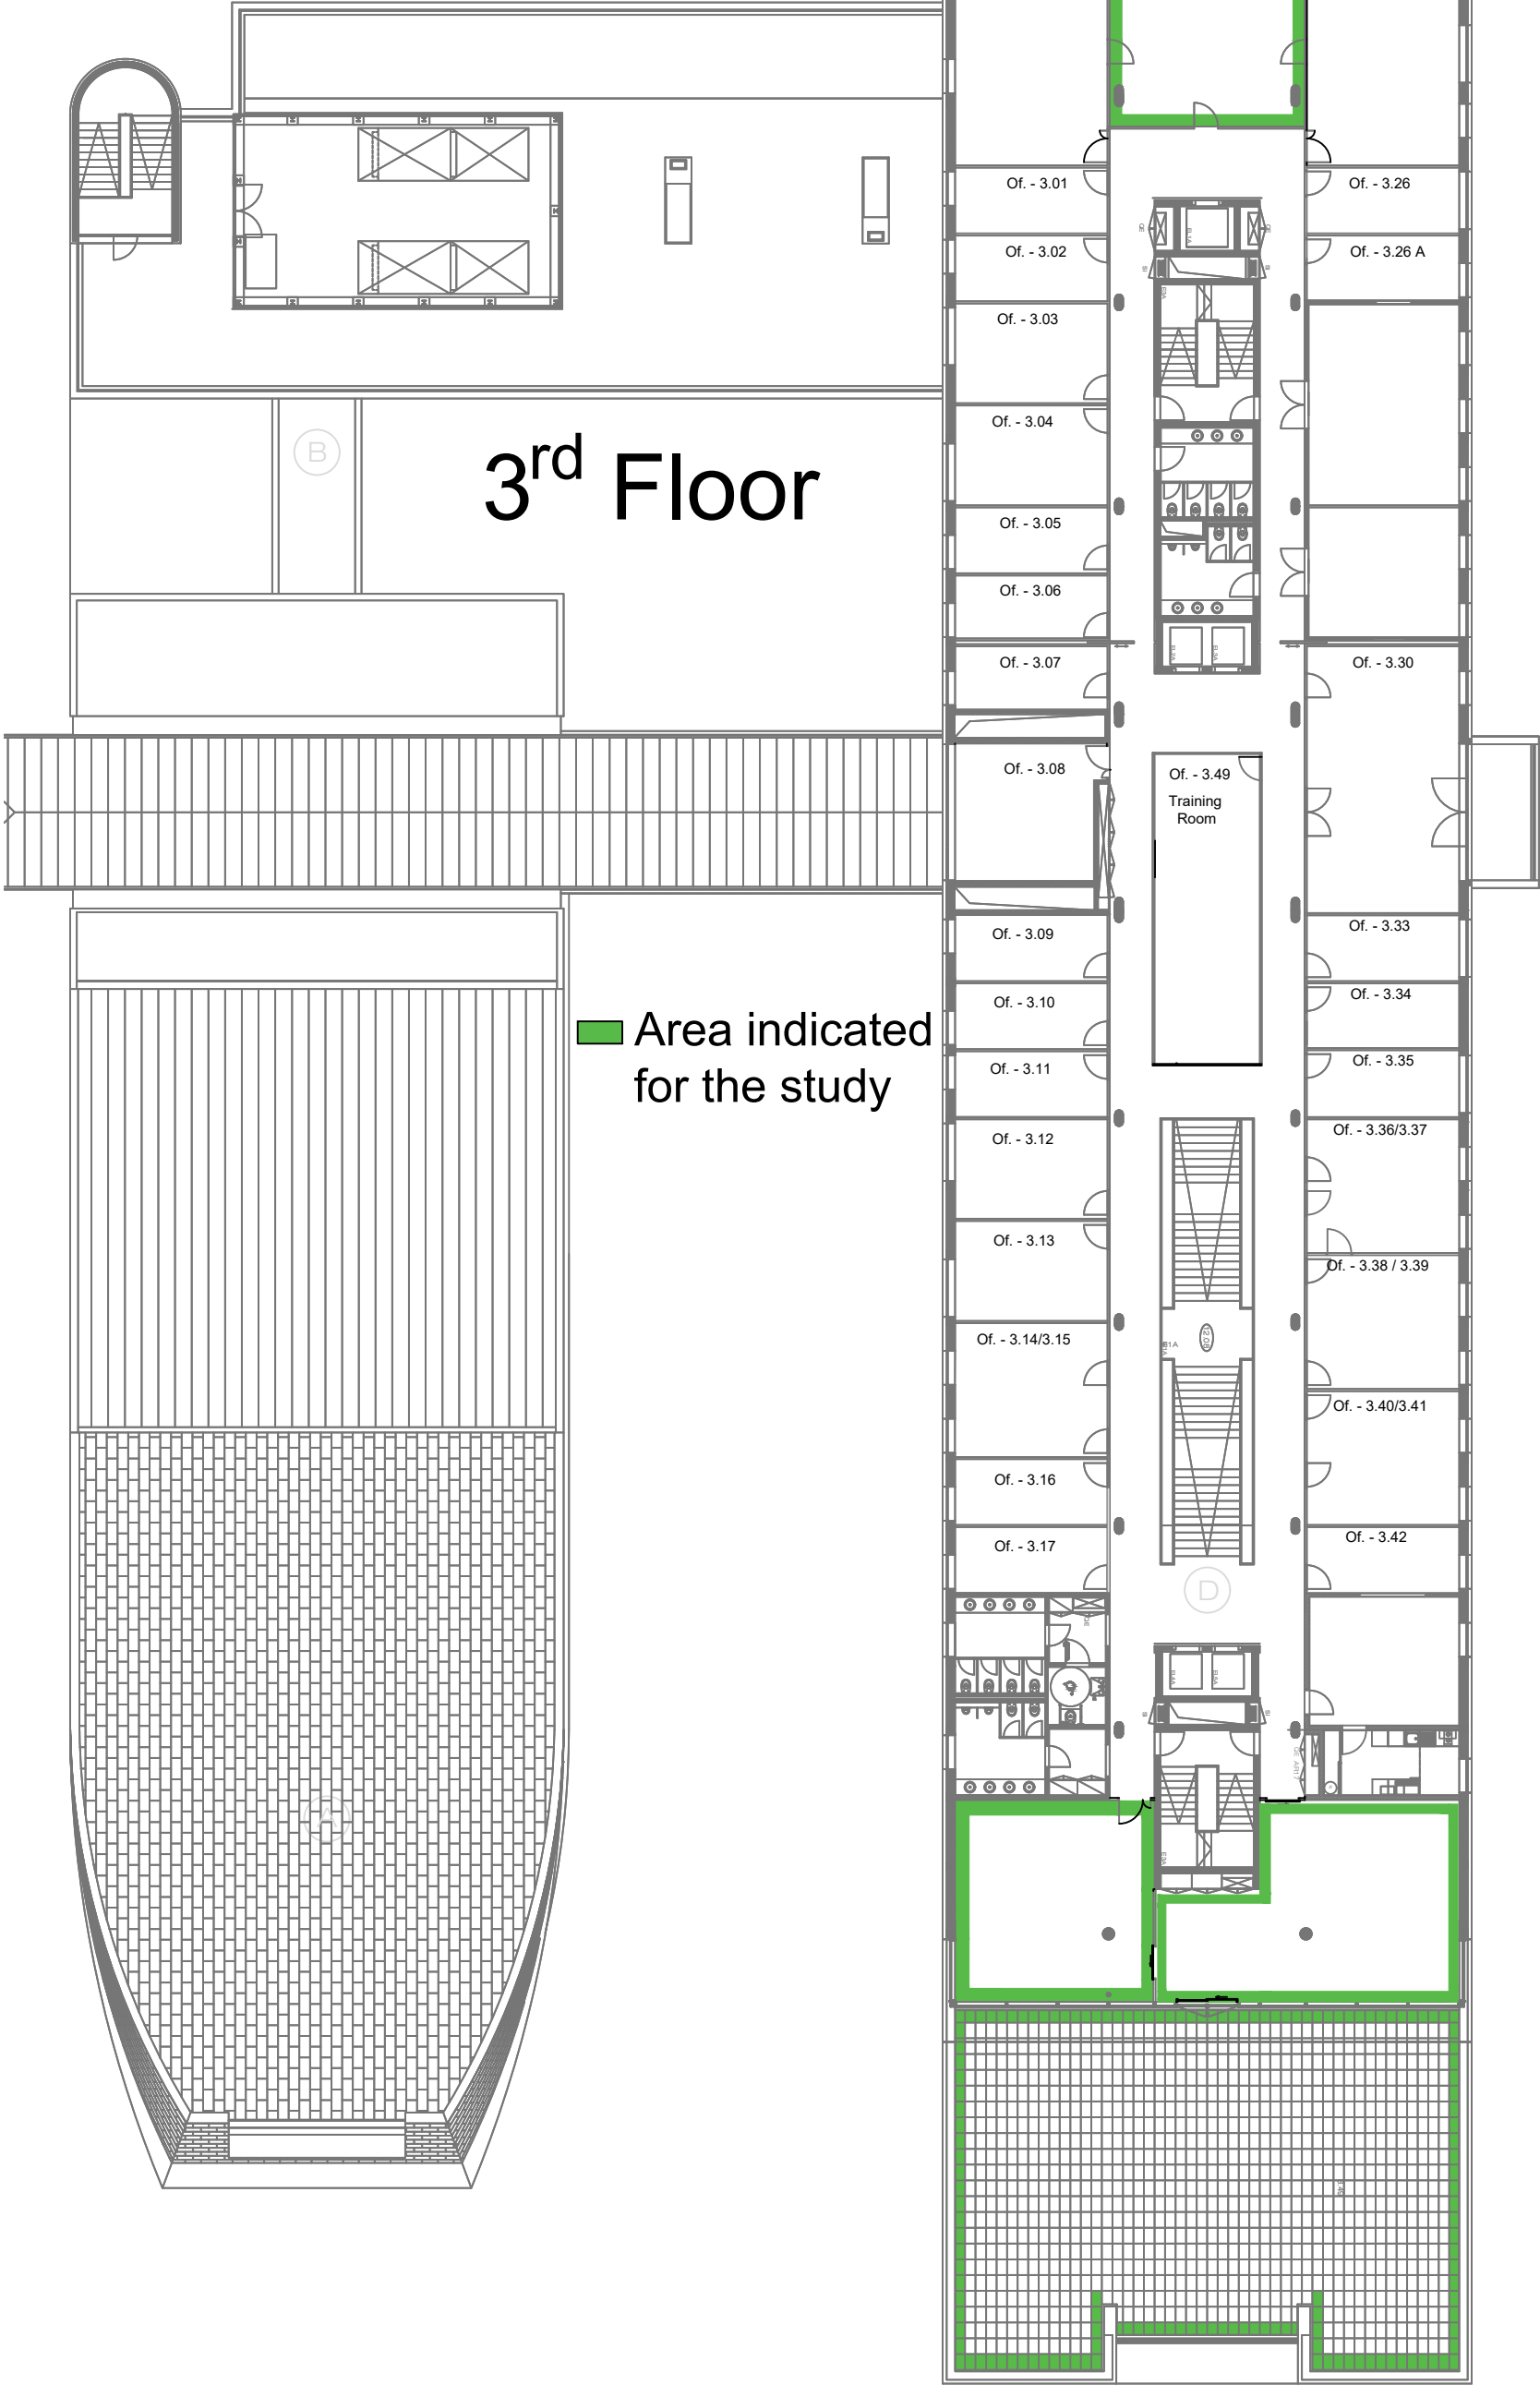 Of. - 3.01
Of. - 3.26
Of. - 3.02
Of. - 3.26 A
Of. - 3.03
Of. - 3.04
B
3rd Floor
Of. - 3.05
Of. - 3.06
Of. - 3.07
Of. - 3.30
Of. - 3.08
Of. - 3.49
Training
Room
Of. - 3.09
Of. - 3.33
Of. - 3.10
Of. - 3.34
Area indicated
for the study
Of. - 3.11
Of. - 3.35
Of. - 3.12
Of. - 3.36/3.37
Of. - 3.13
Of. - 3.38 / 3.39
Of. - 3.14/3.15
Of. - 3.40/3.41
Of. - 3.16
Of. - 3.42
Of. - 3.17
D
A